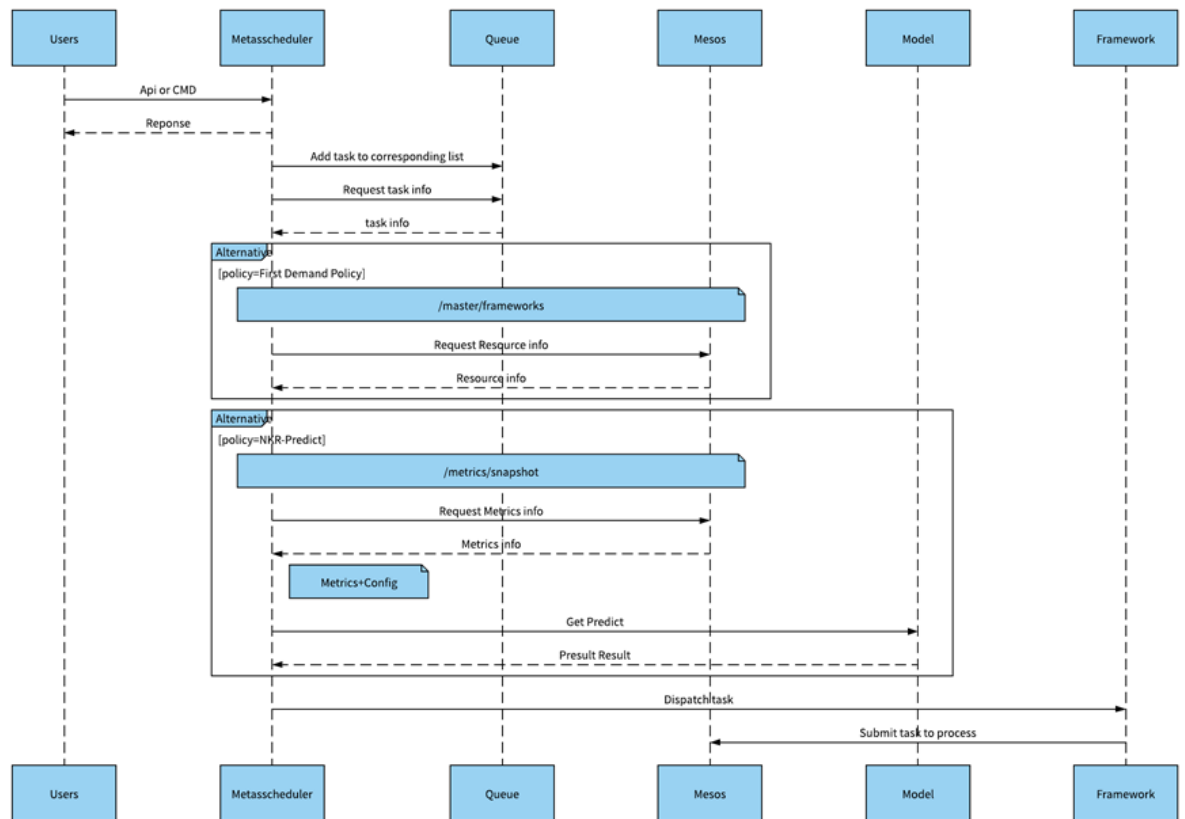 Users Metasscheduler Queue Mesos Model Framework
Api or CMD
Reponse
Add task to corresponding list
Request task info
task info
Alternative
[policy=First Demand Policy]
/master/frameworks
Request Resource info
Resource info
Alternative
[policy=NKR-Predict]
/metrics/snapshot
Request Metrics info
Metrics info
Metrics+Config
Get Predict
Presult Result
Dispatch task
Submit task to process
Users Metasscheduler Queue Mesos Model Framework